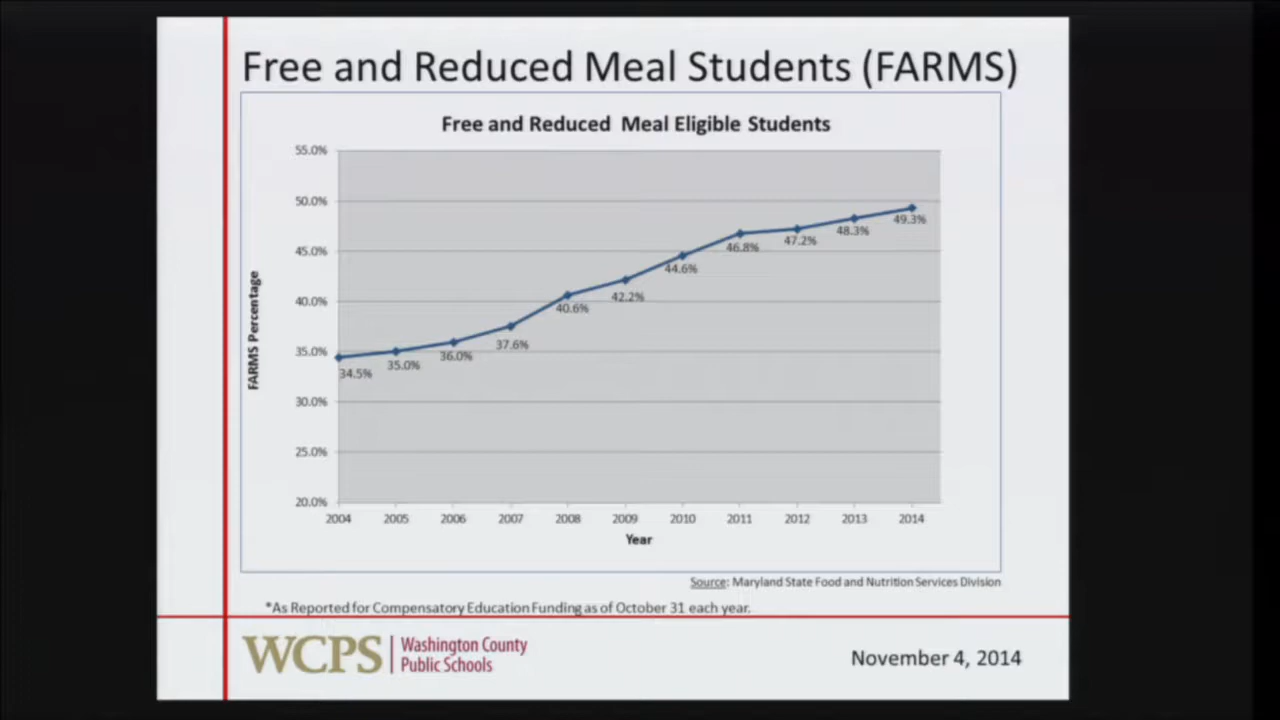 Free and Reduced Meal Students (FARMS)
Free and Reduced Meal Eligible Students
55.0%
50.0%
45.0%
40.0%
35.0%
30.0%
25.0%
20.0%
FARMS Percentage
34.5%
35.0%
36.0%
37.6%
40.6%
42.2%
44.6%
46.8%
47.2%
48.3%
49.3%
2004 2005 2006 2007 2008 2009 2010 2011 2012 2013 2014
Year
Source: Maryland State Food and Nutrition Services Division
*As Reported for Compensatory Education Funding as of October 31 each year.
WCPS
Washington County
Public Schools
November 4, 2014